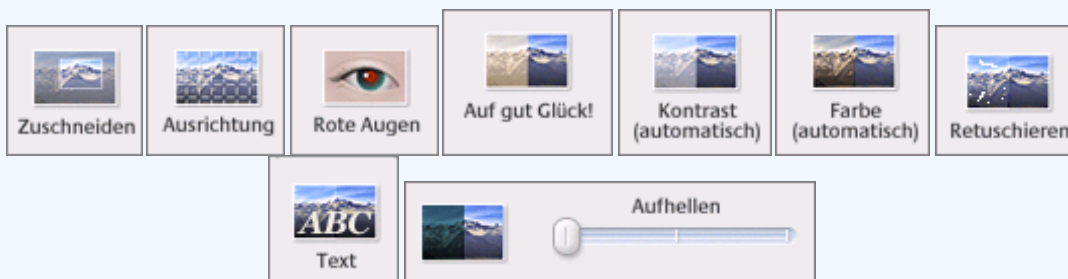 Zuschneiden
Ausrichtung
Rote Augen
Auf gut Glück!
Kontrast
(automatisch)
Farbe
(automatisch)
Retuschieren
ABC
Text
Aufhellen